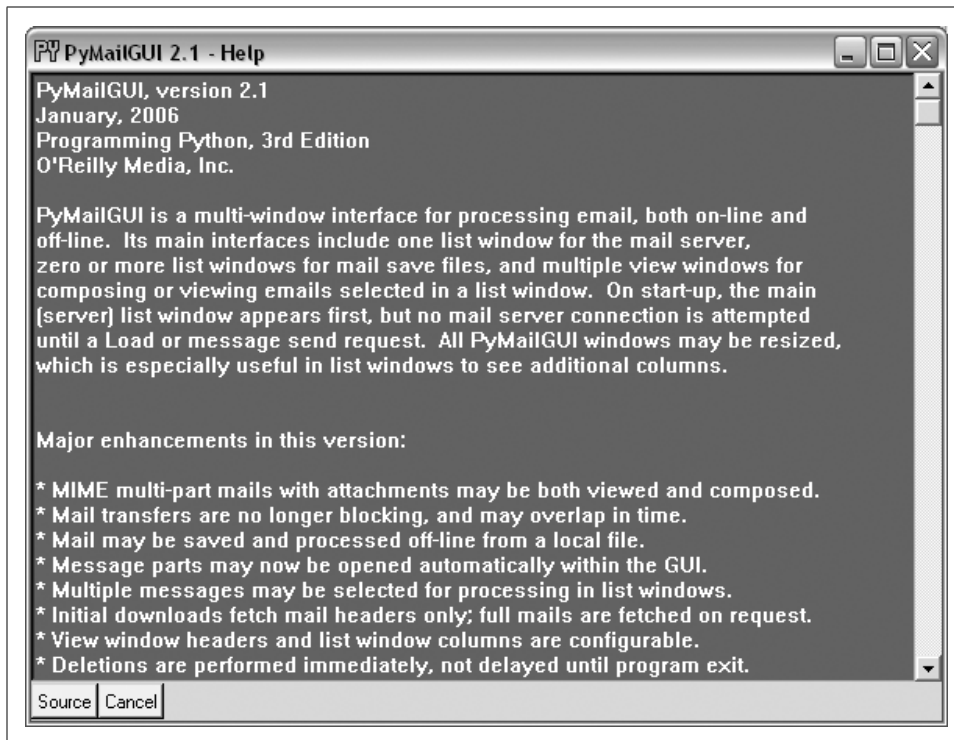 PY PyMailGUI 2.1 - Help
PyMailGUI, version 2.1
January, 2006
Programming Python, 3rd Edition
O'Reilly Media, Inc.
PyMailGUI is a multi-window interface for processing email, both on-line and
off-line.  Its main interfaces include one list window for the mail server,
zero or more list windows for mail save files, and multiple view windows for
composing or viewing emails selected in a list window.  On start-up, the main
(server) list window appears first, but no mail server connection is attempted
until a Load or message send request.  All PyMailGUI windows may be resized,
which is especially useful in list windows to see additional columns.
Major enhancements in this version:
* MIME multi-part mails with attachments may be both viewed and composed.
* Mail transfers are no longer blocking, and may overlap in time.
* Mail may be saved and processed off-line from a local file.
* Message parts may now be opened automatically within the GUI.
* Multiple messages may be selected for processing in list windows.
* Initial downloads fetch mail headers only; full mails are fetched on request.
* View window headers and list window columns are configurable.
* Deletions are performed immediately, not delayed until program exit.
Source Cancel